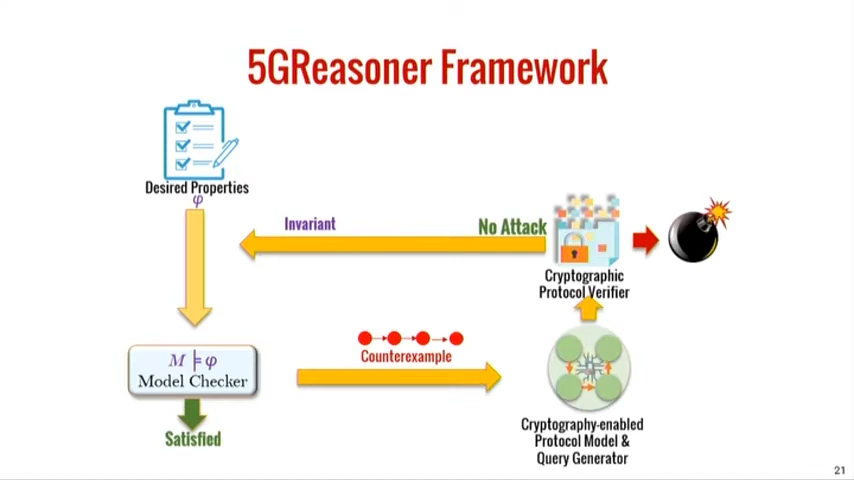 5GReasoner Framework
Desired Properties
φ
Invariant
No Attack
Cryptographic
Protocol Verifier
M ⊨ φ
Model Checker
Counterexample
Satisfied
Cryptography-enabled
Protocol Model &
Query Generator
21